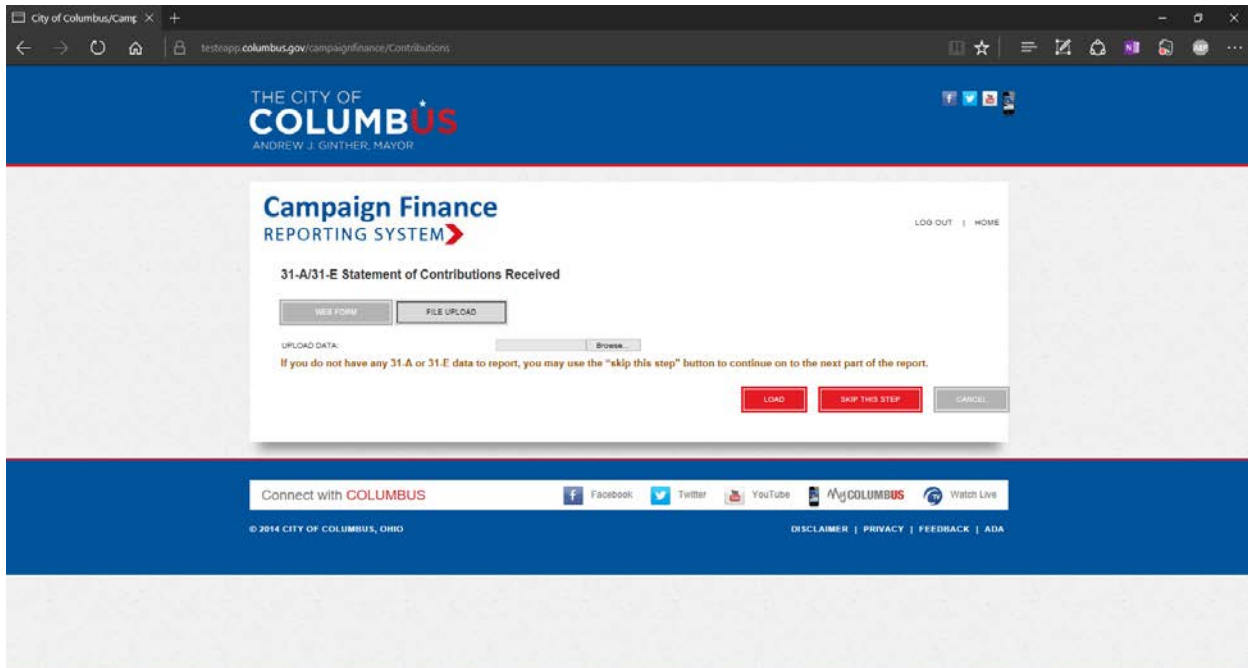 City of Columbus/Camp
testeapp.columbus.gov/campaignfinance/Contributions
THE CITY OF
COLUMBUS
ANDREW J. GINTHER, MAYOR
Campaign Finance
REPORTING SYSTEM
LOG OUT | HOME
31-A/31-E Statement of Contributions Received
WEB FORM FILE UPLOAD
UPLOAD DATA: Browse...
If you do not have any 31-A or 31-E data to report, you may use the "skip this step" button to continue on to the next part of the report.
LOAD SKIP THIS STEP CANCEL
Connect with COLUMBUS Facebook Twitter YouTube MyCOLUMBUS Watch Live
© 2014 CITY OF COLUMBUS, OHIO DISCLAIMER | PRIVACY | FEEDBACK | ADA